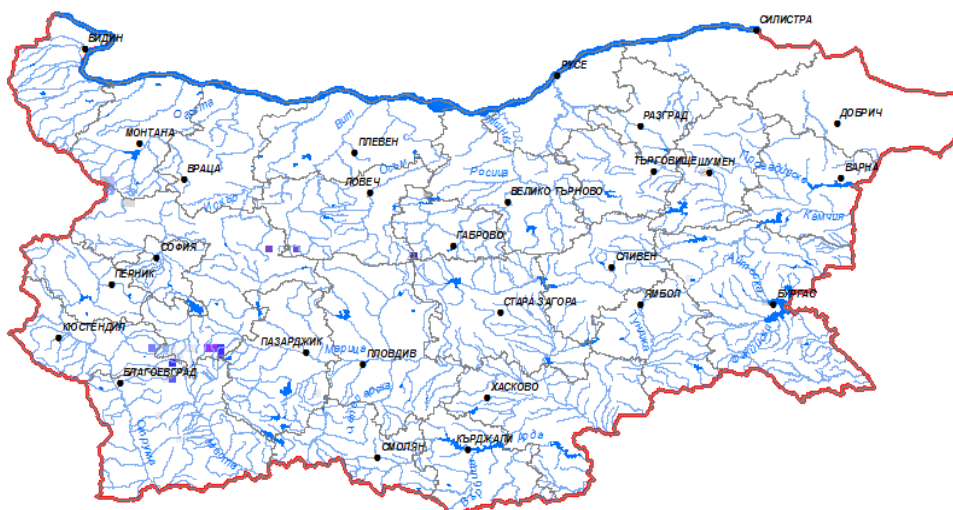 СИЛИСТРА
ВИДИН
РУСЕ
Огоста
Вит
РАЗГРАД
ДОБРИЧ
МОНТАНА
ПЛЕВЕН
ВРАЦА
ЛОВЕЧ
Росица
ТЪРГОВИЩЕ
ШУМЕН
ВАРНА
Искър
ВЕЛИКО ТЪРНОВО
Камчия
СОФИЯ
ГАБРОВО
СЛИВЕН
ПЕРНИК
СТАРА ЗАГОРА
ЯМБОЛ
БУРГАС
КЮСТЕНДИЛ
ПАЗАРДЖИК
Марица
ПЛОВДИВ
БЛАГОЕВГРАД
ХАСКОВО
КЪРДЖАЛИ
СМОЛЯН
Струма
Места